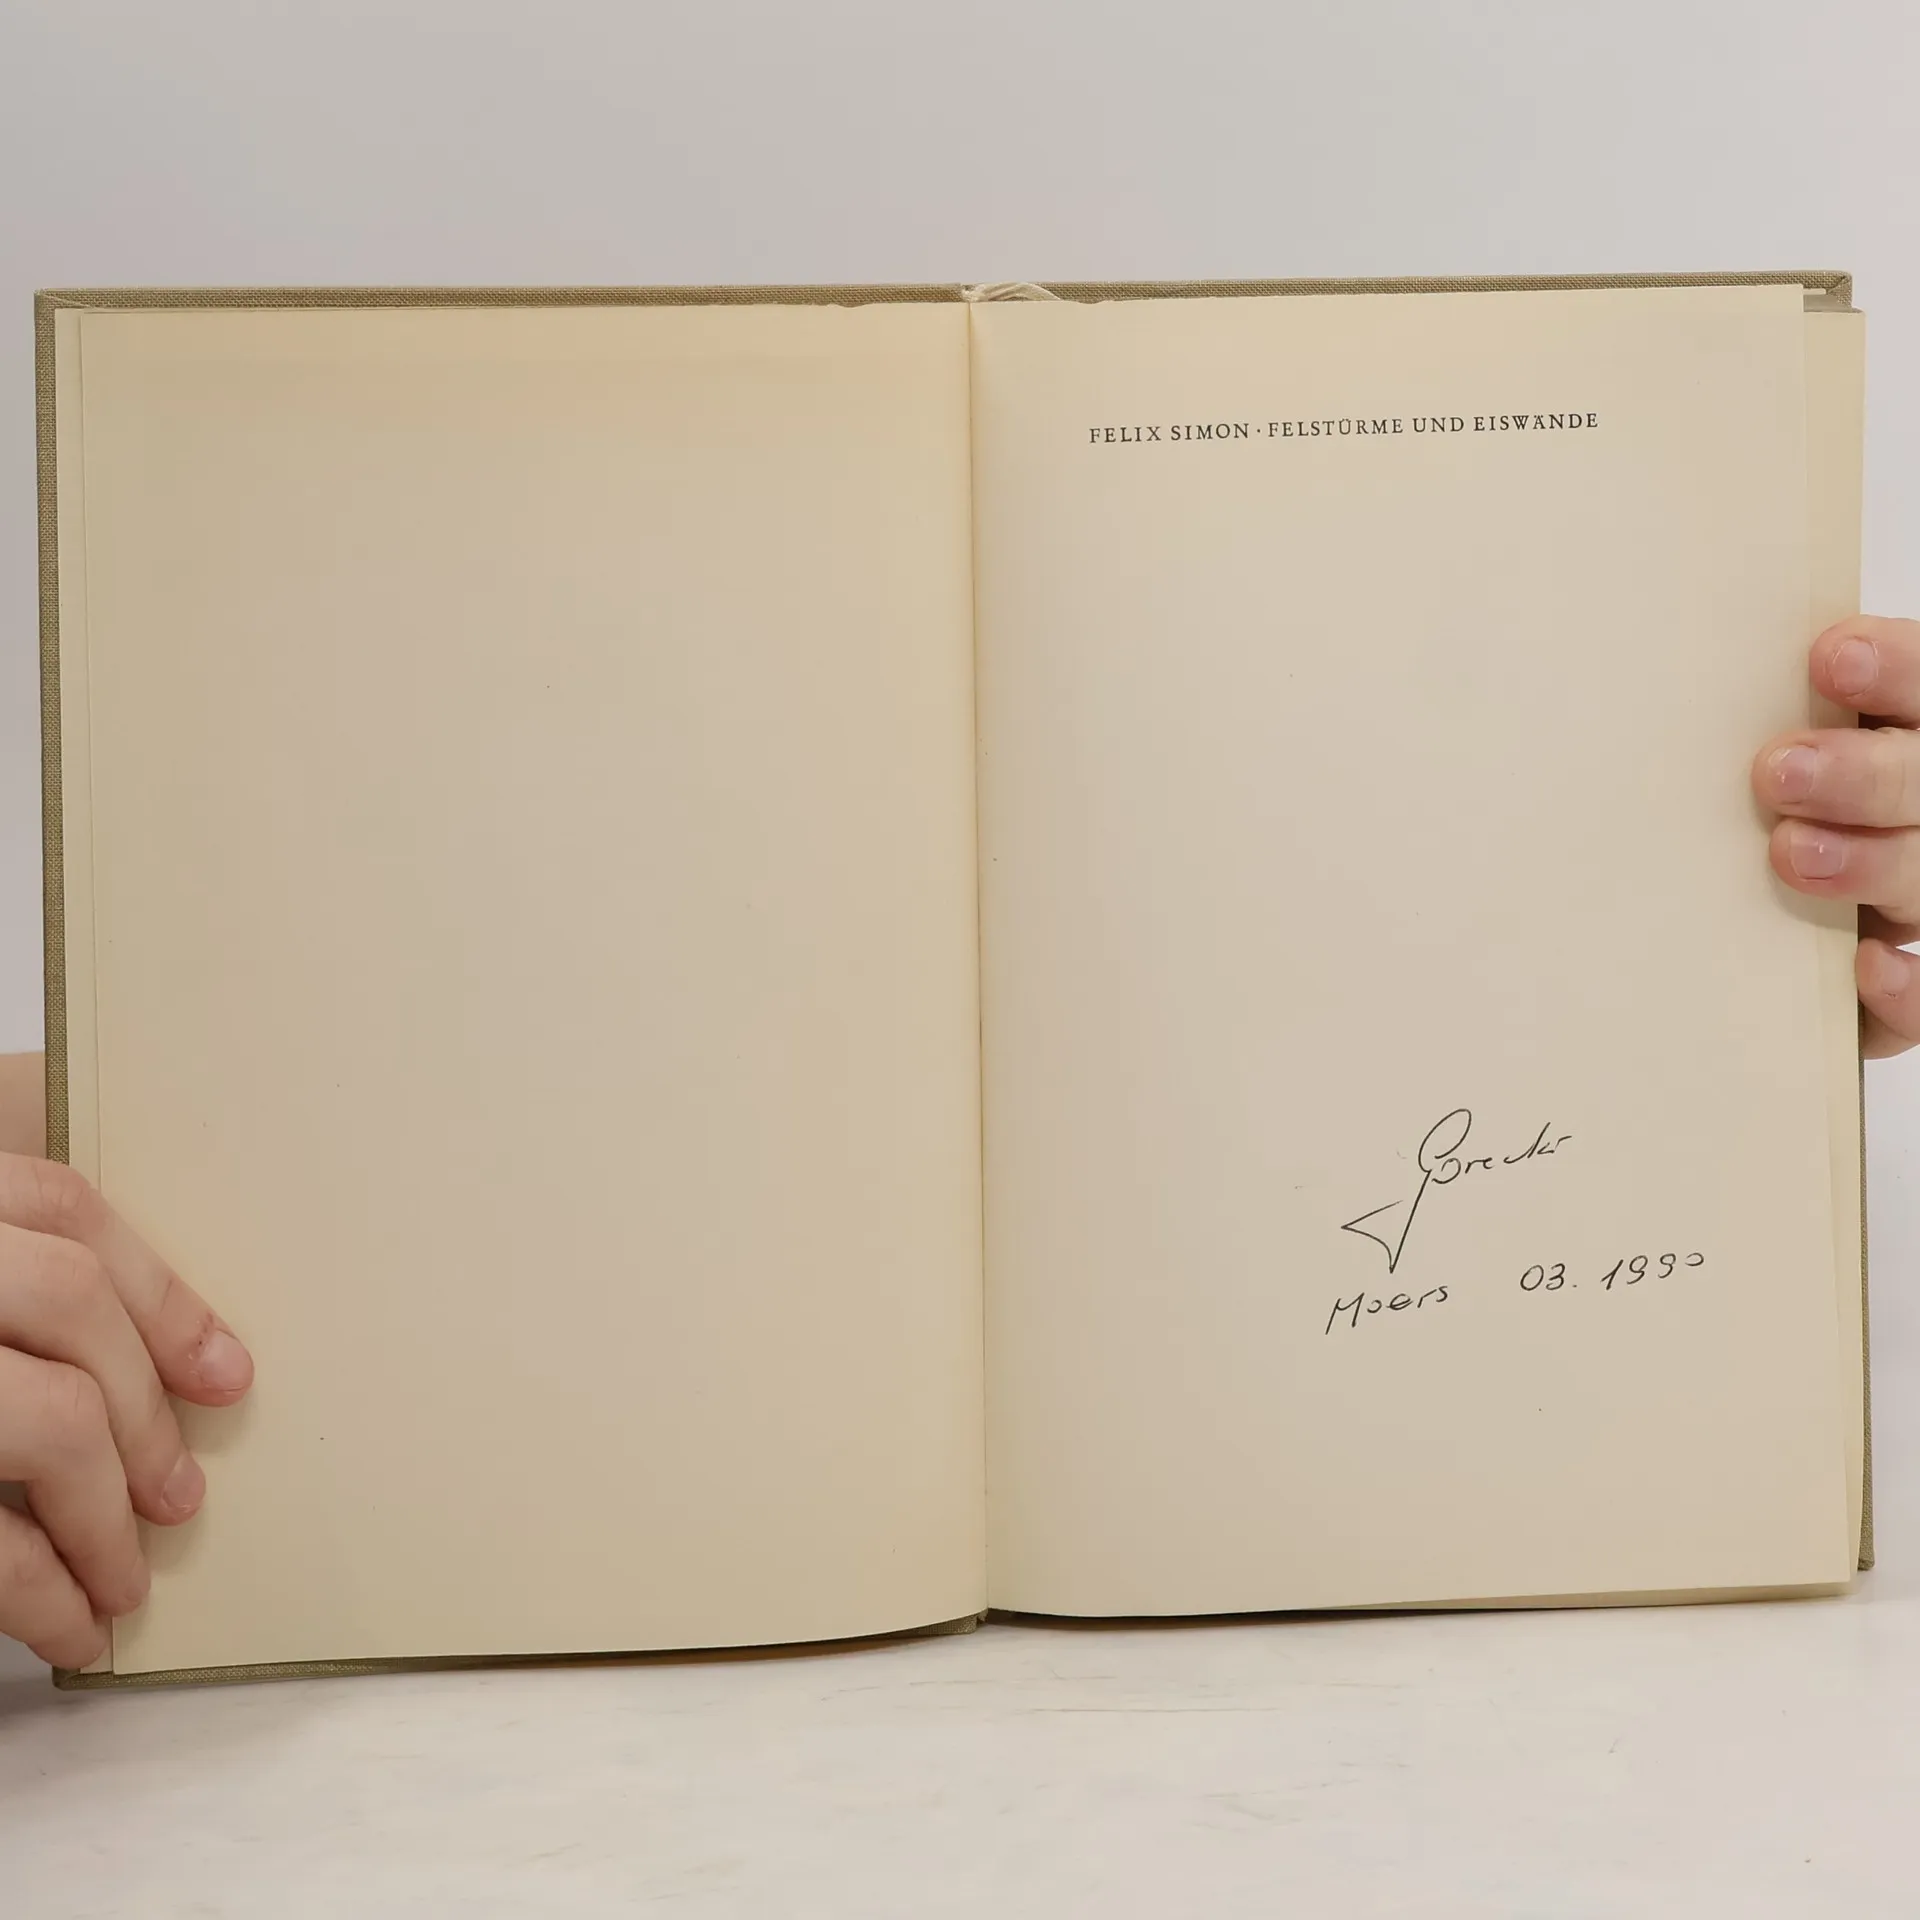 FELIX SIMON · FELSTÜRME UND EISWÄNDE
Moers 03. 1990